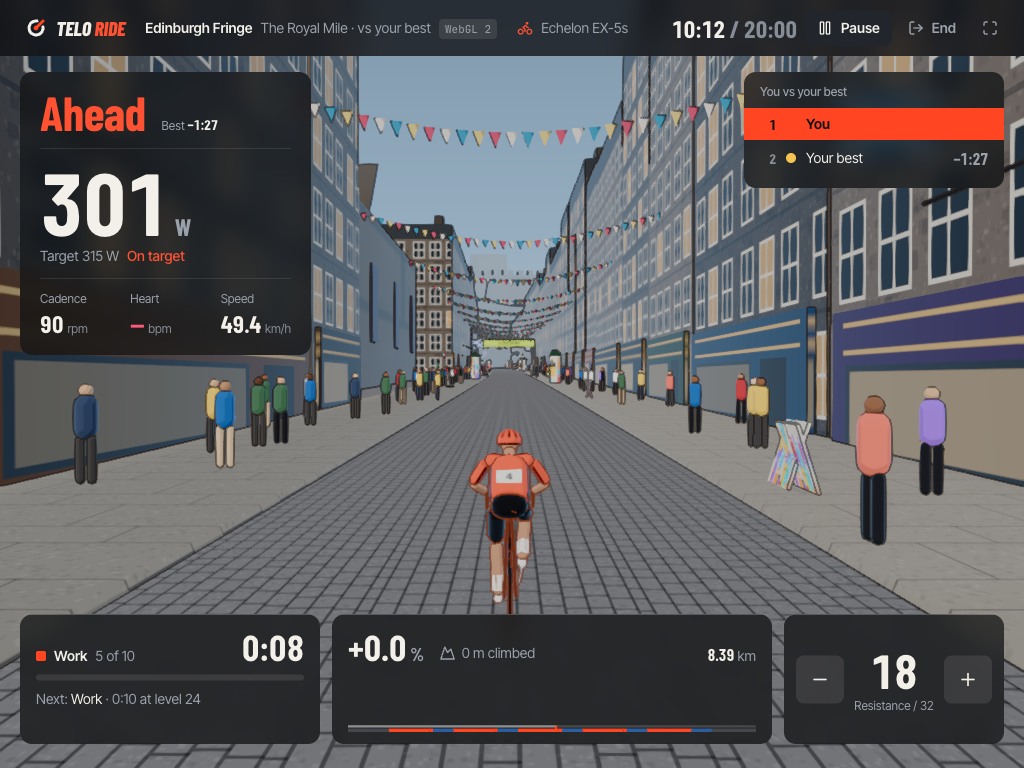 TELO RIDE Edinburgh Fringe The Royal Mile · vs your best WebGL 2 Echelon EX-5s 10:12 / 20:00 Pause End
Ahead Best −1:27
301 W
Target 315 W On target
Cadence Heart Speed
90 rpm – bpm 49.4 km/h
You vs your best
1 You
2 Your best −1:27
4
Work 5 of 10 0:08
Next: Work · 0:10 at level 24
+0.0 % 0 m climbed 8.39 km
− 18 +
Resistance / 32